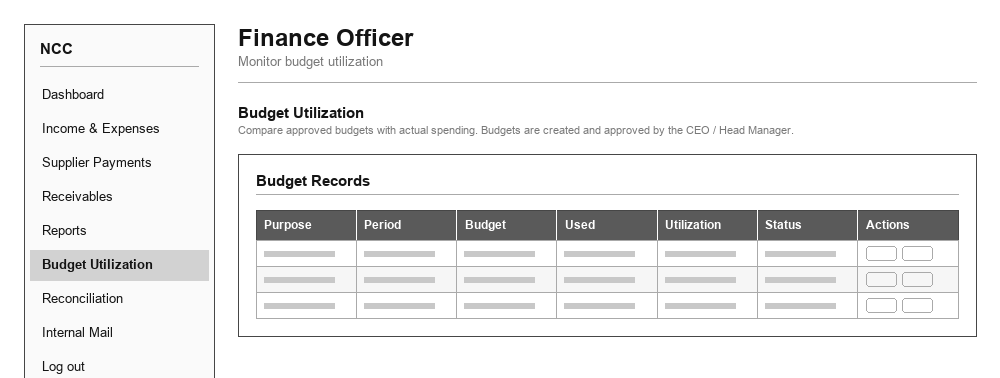 NCC
Dashboard
Income & Expenses
Supplier Payments
Receivables
Reports
Budget Utilization
Reconciliation
Internal Mail
Log out
Finance Officer
Monitor budget utilization
Budget Utilization
Compare approved budgets with actual spending. Budgets are created and approved by the CEO / Head Manager.
Budget Records
Purpose Period Budget Used Utilization Status Actions